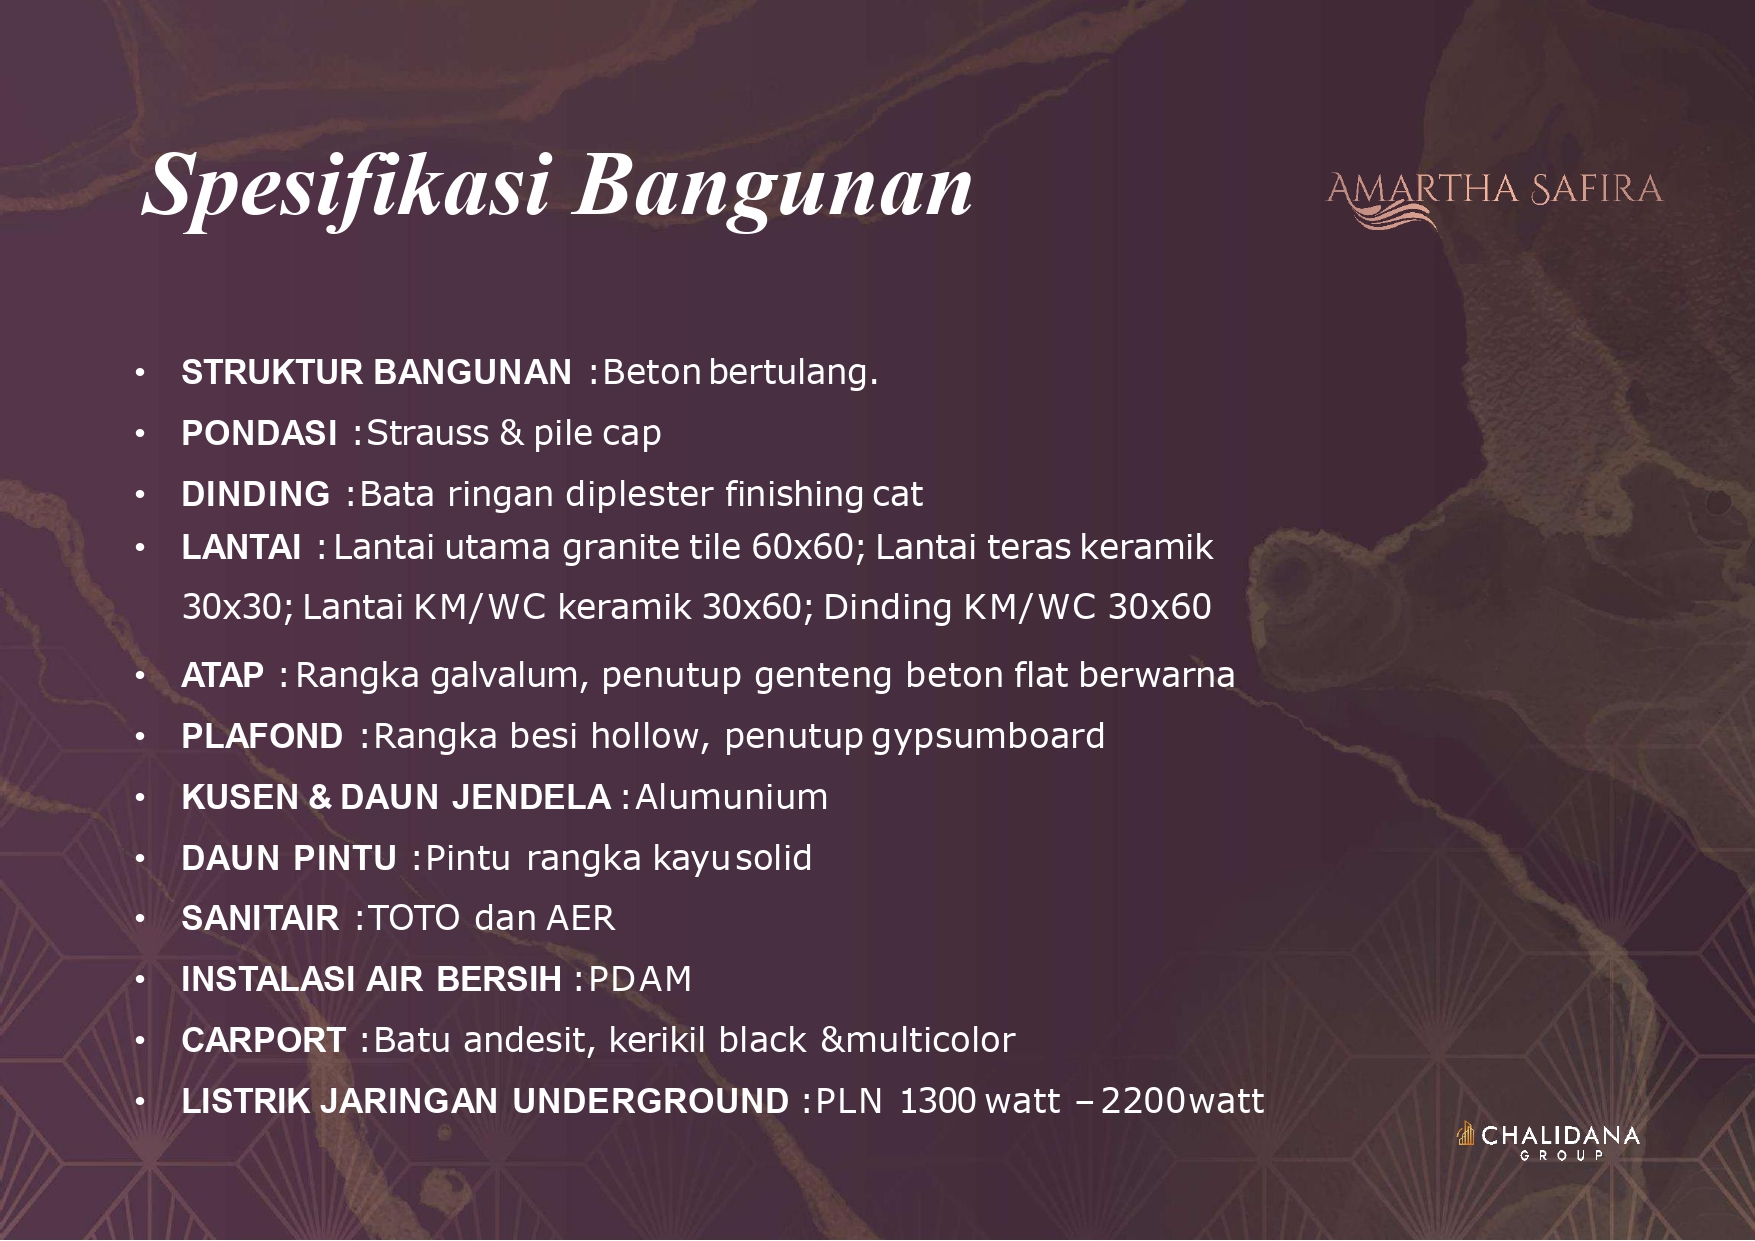 Spesifikasi Bangunan
AMARTHA SAFIRA
• STRUKTUR BANGUNAN : Beton bertulang.
• PONDASI : Strauss & pile cap
• DINDING : Bata ringan diplester finishing cat
• LANTAI : Lantai utama granite tile 60x60; Lantai teras keramik
30x30; Lantai KM/WC keramik 30x60; Dinding KM/WC 30x60
• ATAP : Rangka galvalum, penutup genteng beton flat berwarna
• PLAFOND : Rangka besi hollow, penutup gypsumboard
• KUSEN & DAUN JENDELA : Alumunium
• DAUN PINTU : Pintu rangka kayu solid
• SANITAIR : TOTO dan AER
• INSTALASI AIR BERSIH : PDAM
• CARPORT : Batu andesit, kerikil black &multicolor
• LISTRIK JARINGAN UNDERGROUND : PLN 1300 watt – 2200 watt
CHALIDANA
GROUP